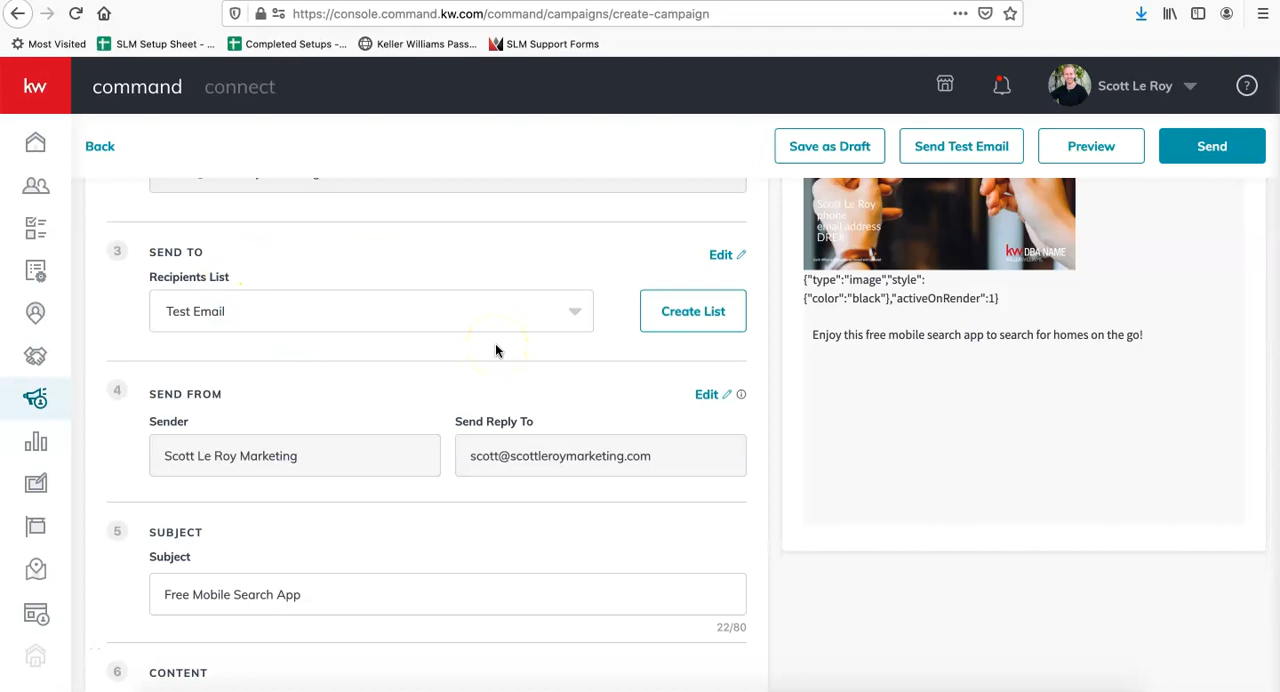 https://console.command.kw.com/command/campaigns/create-campaign
Most Visited
SLM Setup Sheet - ...
Completed Setups -...
Keller Williams Pass...
SLM Support Forms
kw
command
connect
Scott Le Roy
?
Back
Save as Draft
Send Test Email
Preview
Send
3
SEND TO
Edit
Recipients List
Test Email
Create List
4
SEND FROM
Edit
Sender
Send Reply To
Scott Le Roy Marketing
scott@scottleroymarketing.com
5
SUBJECT
Subject
Free Mobile Search App
22/80
6
CONTENT
Scott Le Roy
phone
email address
DRE#
kw DBA NAME
{"type":"image","style":
{"color":"black"},"activeOnRender":1}
Enjoy this free mobile search app to search for homes on the go!